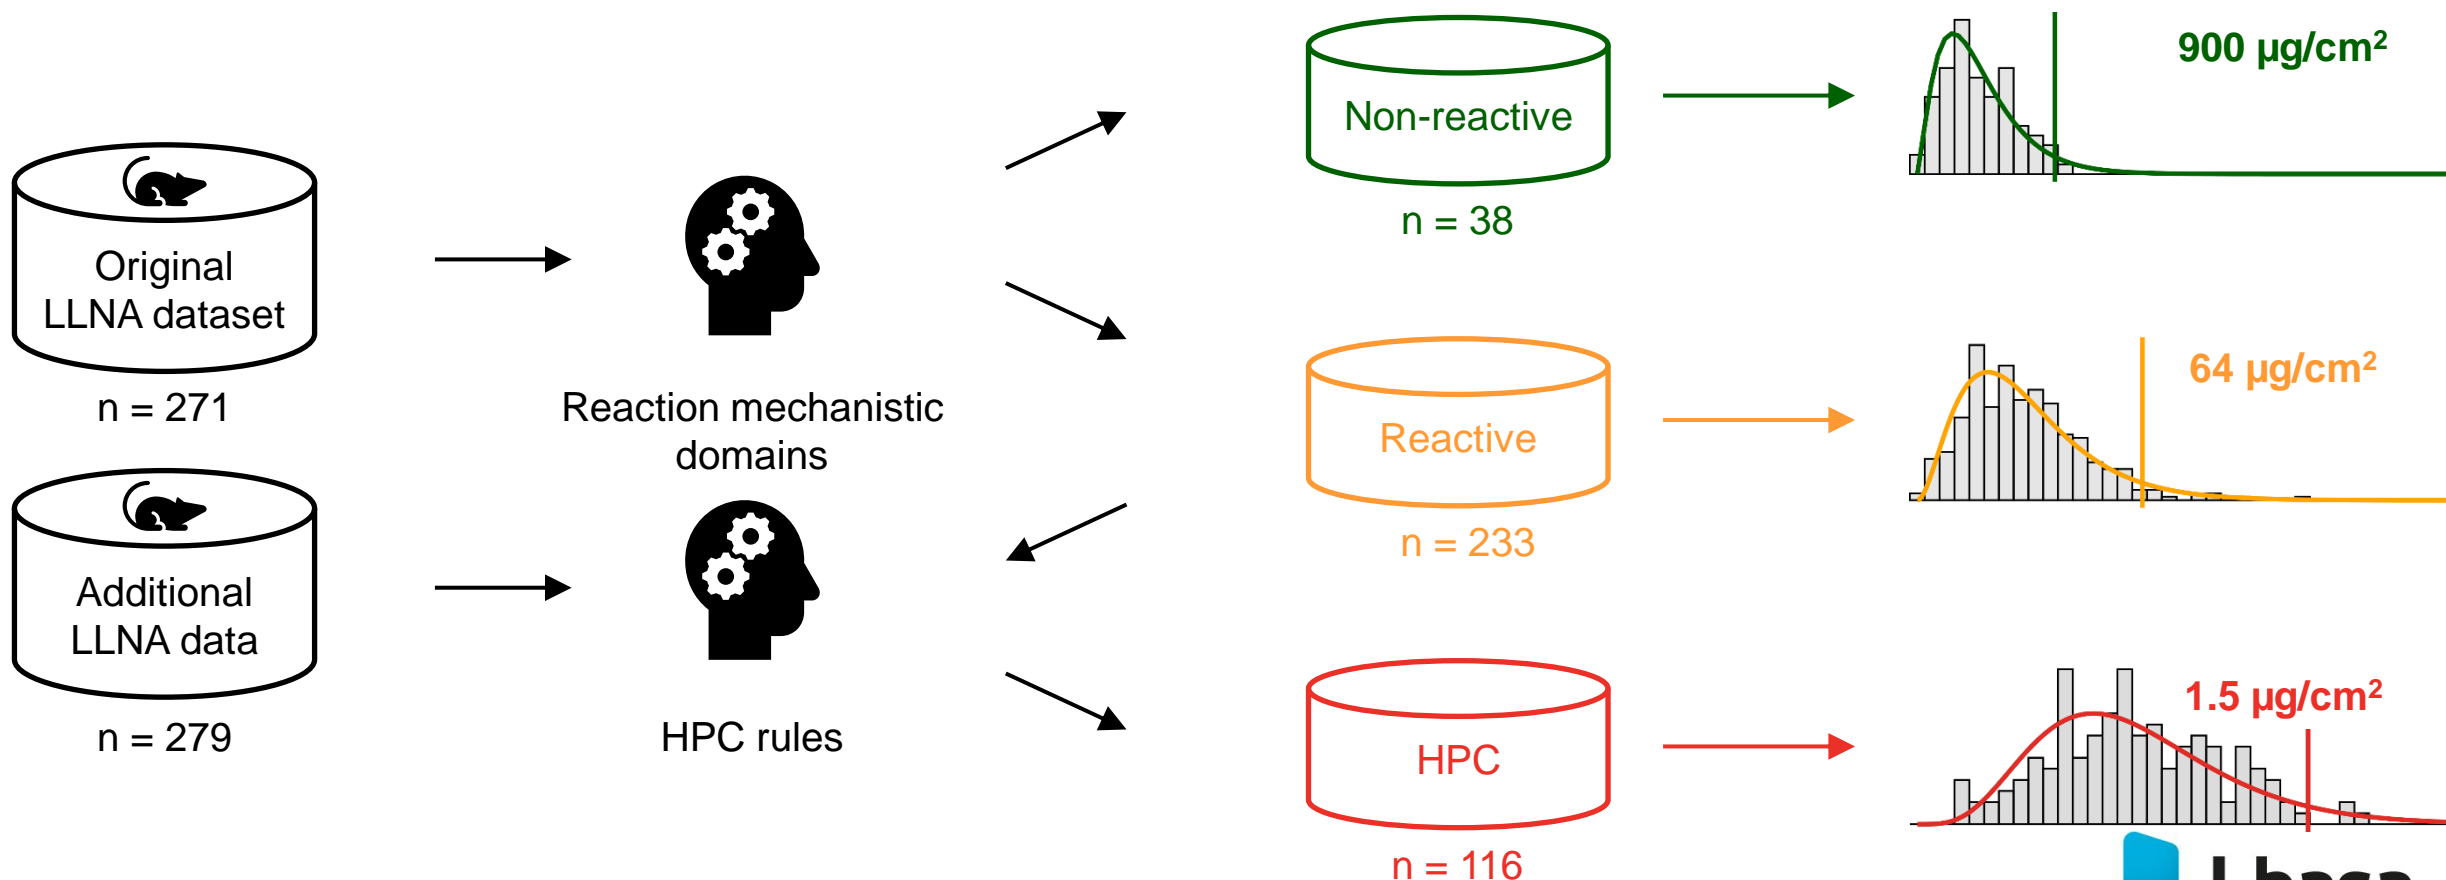 Original
LLNA dataset
n = 271
Additional
LLNA data
n = 279
Reaction mechanistic
domains
HPC rules
Non-reactive
n = 38
Reactive
n = 233
HPC
n = 116
900 µg/cm²
64 µg/cm²
1.5 µg/cm²